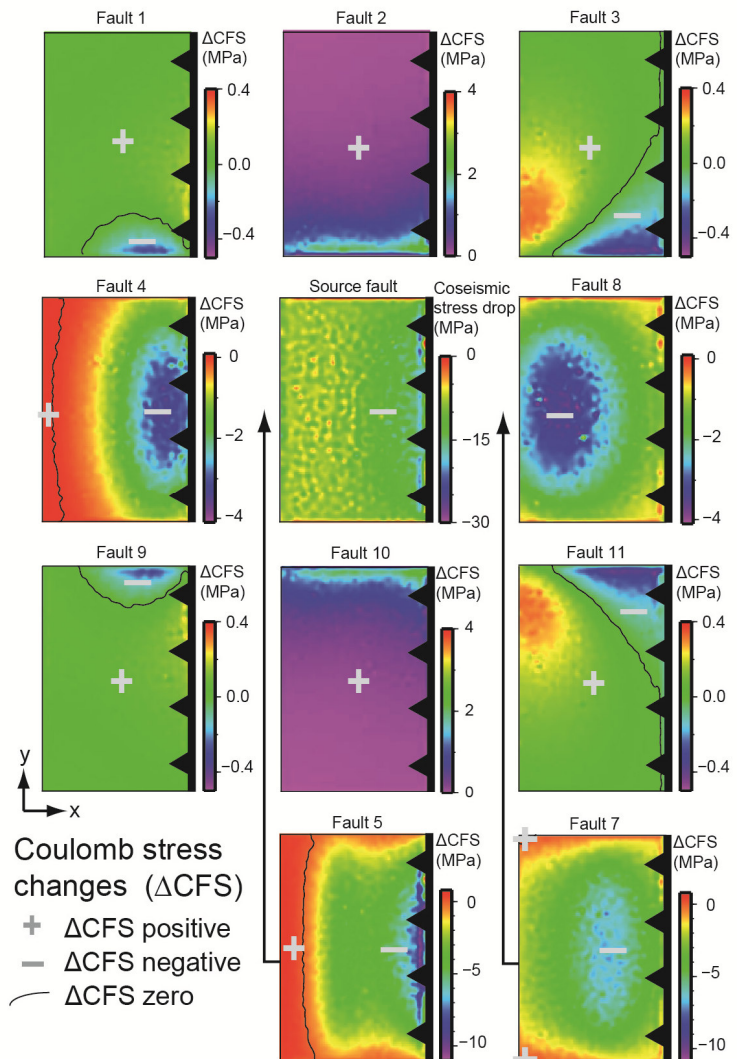 Fault 1
ΔCFS
(MPa)
0.4
0.0
−0.4
+
−
Fault 2
ΔCFS
(MPa)
4
2
0
+
Fault 3
ΔCFS
(MPa)
0.4
0.0
−0.4
+
−
Fault 4
ΔCFS
(MPa)
0
−2
−4
+
−
Source fault
Coseismic
stress drop
(MPa)
0
−15
−30
−
Fault 8
ΔCFS
(MPa)
0
−2
−4
−
Fault 9
ΔCFS
(MPa)
0.4
0.0
−0.4
−
+
Fault 10
ΔCFS
(MPa)
4
2
0
+
Fault 11
ΔCFS
(MPa)
0.4
0.0
−0.4
−
+
y
x
Coulomb stress
changes (ΔCFS)
+ ΔCFS positive
− ΔCFS negative
ΔCFS zero
Fault 5
ΔCFS
(MPa)
0
−5
−10
+
−
Fault 7
ΔCFS
(MPa)
0
−5
−10
+
−
+